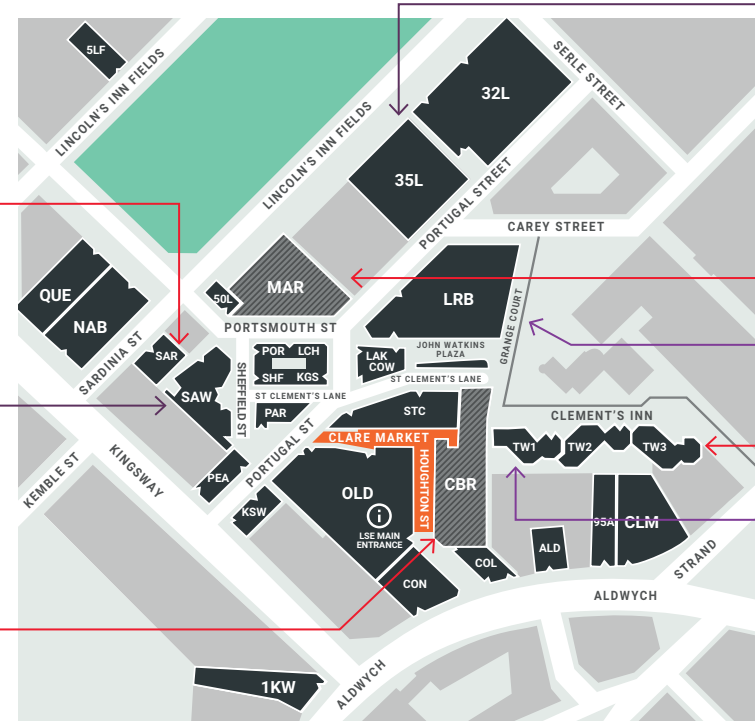 5LF
LINCOLN'S INN FIELDS
SERLE STREET
32L
LINCOLN'S INN FIELDS
35L
PORTUGAL STREET
CAREY STREET
QUE
NAB
50L
MAR
LRB
GRANGE COURT
PORTSMOUTH ST
SARDINIA ST
SAR
SAW
SHEFFIELD ST
POR
LCH
SHF
KGS
LAK
COW
JOHN WATKINS
PLAZA
ST CLEMENT'S LANE
ST CLEMENT'S LANE
PAR
STC
CLEMENT'S INN
PORTUGAL ST
CLARE MARKET
HOUGHTON ST
TW1
TW2
TW3
KEMBLE ST
KINGSWAY
PEA
KSW
OLD
LSE MAIN
ENTRANCE
CBR
95A
CLM
ALD
COL
CON
STRAND
ALDWYCH
1KW
ALDWYCH